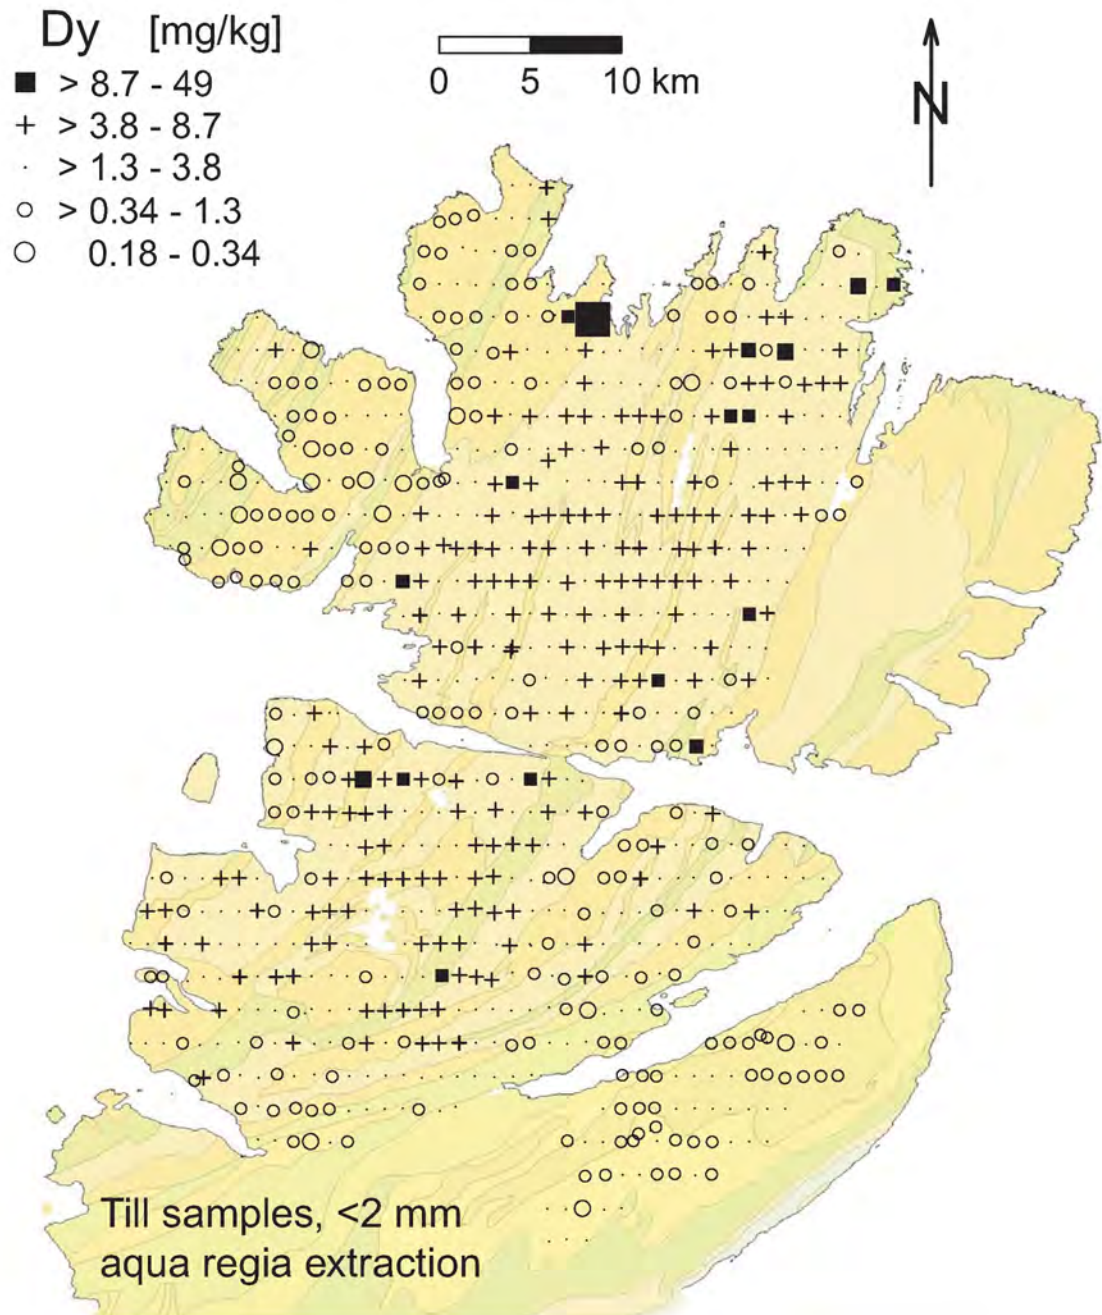 Dy [mg/kg]
> 8.7 - 49
> 3.8 - 8.7
> 1.3 - 3.8
> 0.34 - 1.3
0.18 - 0.34
0 5 10 km
N
Till samples, <2 mm
aqua regia extraction